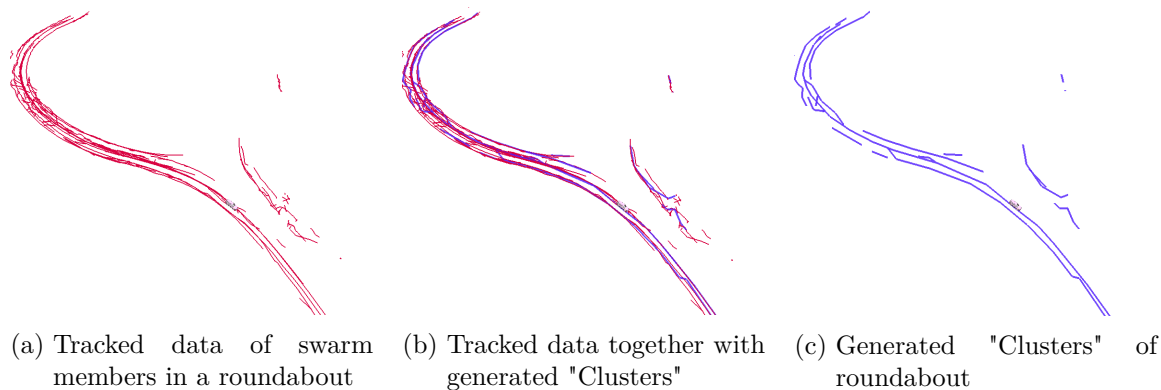 (a) Tracked data of swarm
members in a roundabout
(b) Tracked data together with
generated "Clusters"
(c) Generated "Clusters" of
roundabout